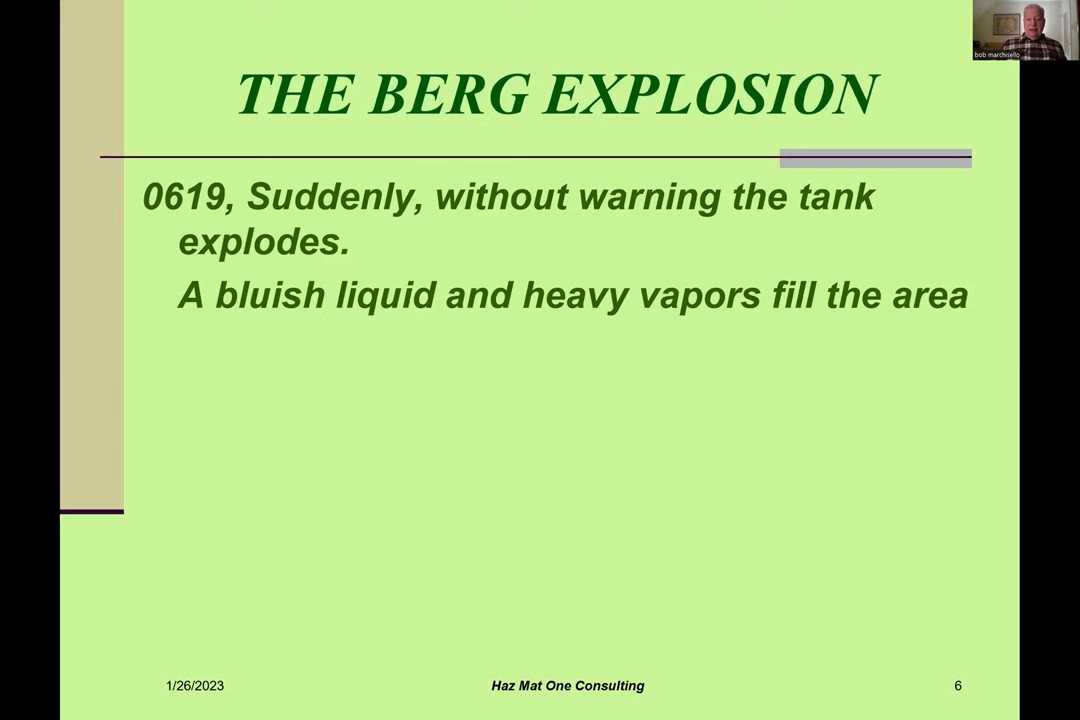 bob marchisello
THE BERG EXPLOSION
0619, Suddenly, without warning the tank
explodes.
A bluish liquid and heavy vapors fill the area
1/26/2023
Haz Mat One Consulting
6